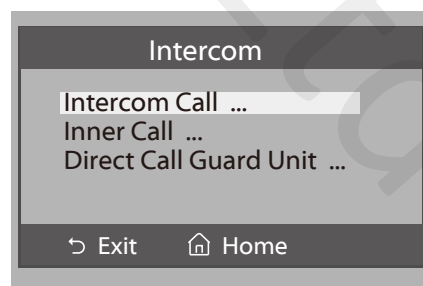 Intercom
Intercom Call ...
Inner Call ...
Direct Call Guard Unit ...
Exit Home